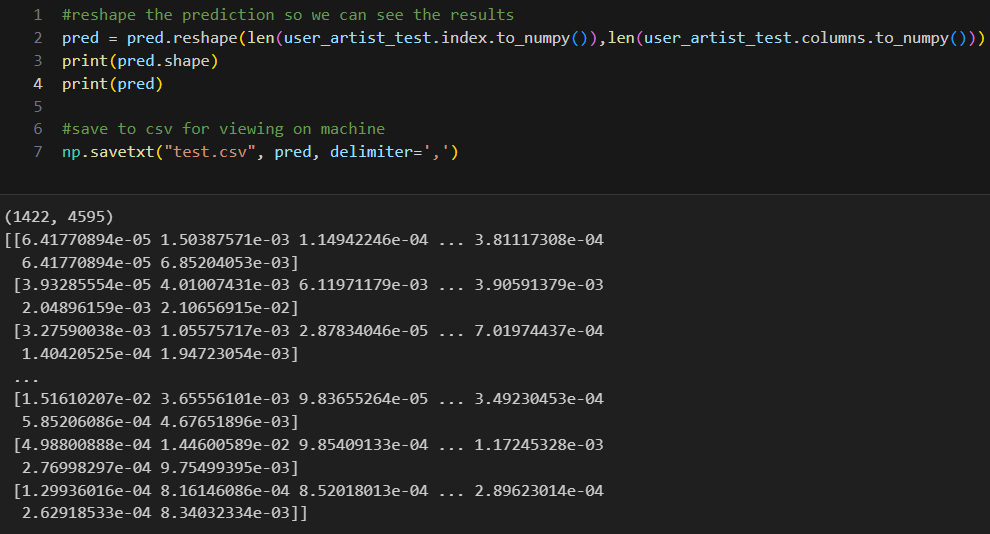 1 #reshape the prediction so we can see the results
2 pred = pred.reshape(len(user_artist_test.index.to_numpy()),len(user_artist_test.columns.to_numpy()))
3 print(pred.shape)
4 print(pred)
5
6 #save to csv for viewing on machine
7 np.savetxt("test.csv", pred, delimiter=',')
(1422, 4595)
[[6.41770894e-05 1.50387571e-03 1.14942246e-04 ... 3.81117308e-04
6.41770894e-05 6.85204053e-03]
[3.93285554e-05 4.01007431e-03 6.11971179e-03 ... 3.90591379e-03
2.04896159e-03 2.10656915e-02]
[3.27590038e-03 1.05575717e-03 2.87834046e-05 ... 7.01974437e-04
1.40420525e-04 1.94723054e-03]
...
[1.51610207e-02 3.65556101e-03 9.83655264e-05 ... 3.49230453e-04
5.85206086e-04 4.67651896e-03]
[4.98800888e-04 1.44600589e-02 9.85409133e-04 ... 1.17245328e-03
2.76998297e-04 9.75499395e-03]
[1.29936016e-04 8.16146086e-04 8.52018013e-04 ... 2.89623014e-04
2.62918533e-04 8.34032334e-03]]